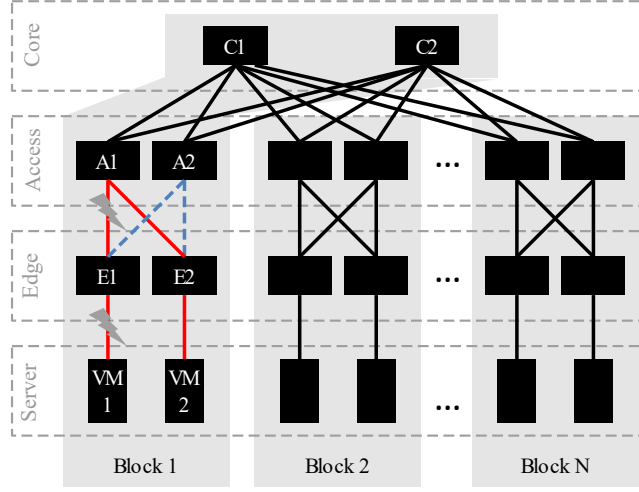 Core
C1
C2
Access
A1
A2
...
Edge
E1
E2
...
Server
VM
1
VM
2
...
Block 1
Block 2
Block N